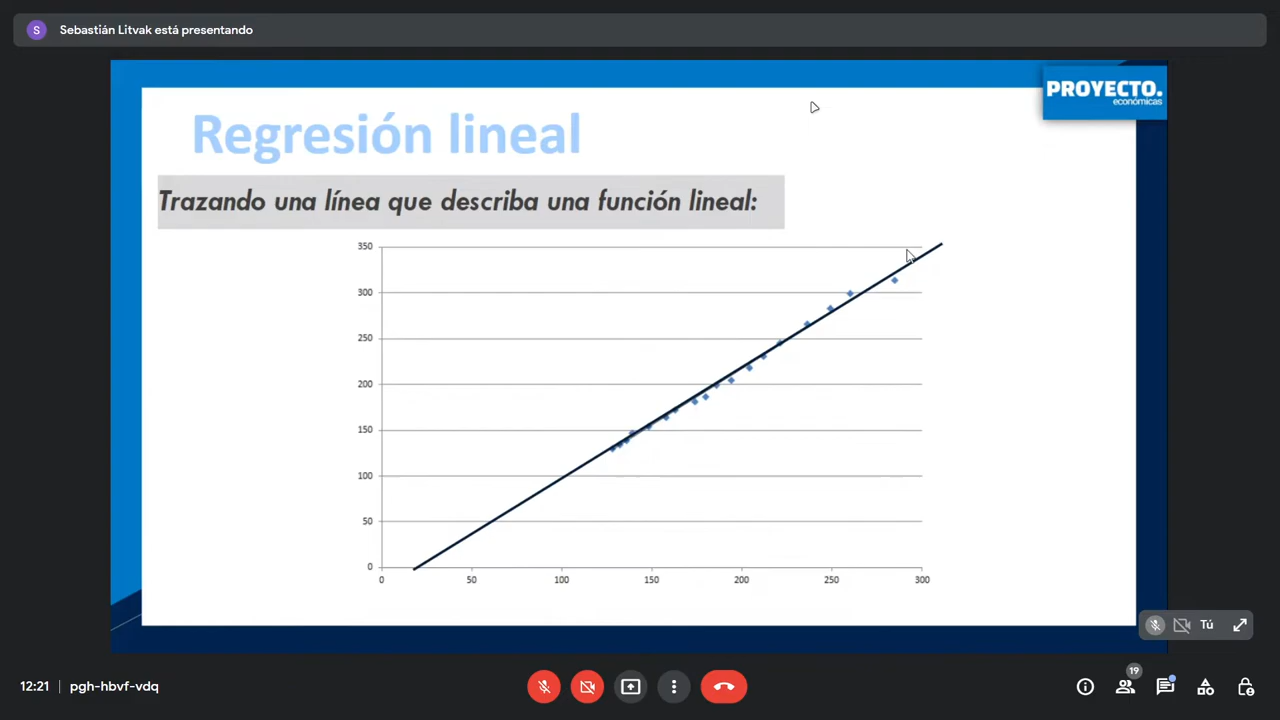 S Sebastián Litvak está presentando
PROYECTO.
económicas
Regresión lineal
Trazando una línea que describa una función lineal:
350
300
250
200
150
100
50
0
0 50 100 150 200 250 300
Tú
12:21 | pgh-hbvf-vdq
19